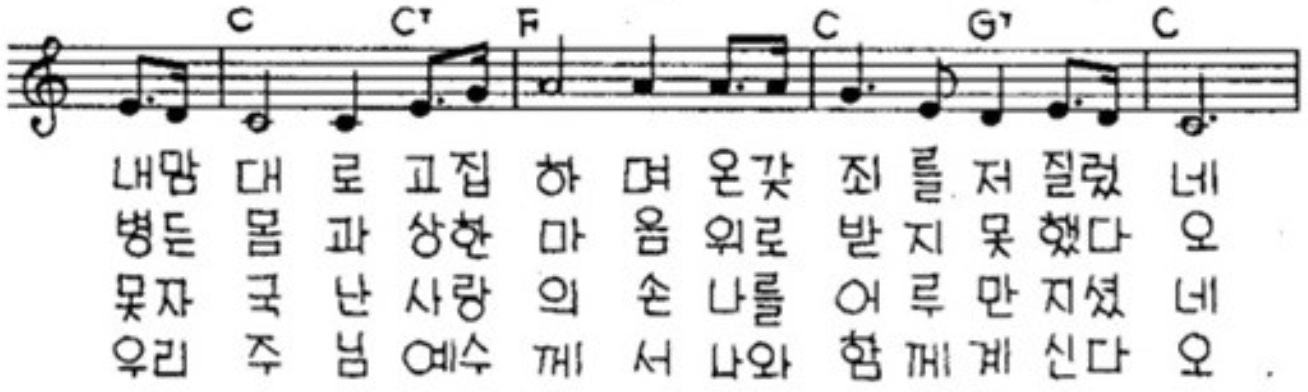 C C7 F C G7 C
내맘 대 로 고집 하 며 온갖 죄 를 저 질렀 네
병든 몸 과 상한 마 음 위로 받 지 못 했다 오
못자 국 난 사랑 의 손 나를 어 루 만 지셨 네
우리 주 님 예수 께 서 나와 함 께 계 신다 오